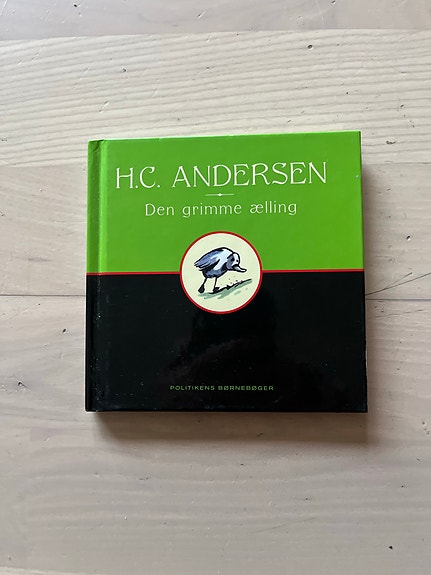 H.C. ANDERSEN
Den grimme ælling
POLITIKENS BØRNEBØGER